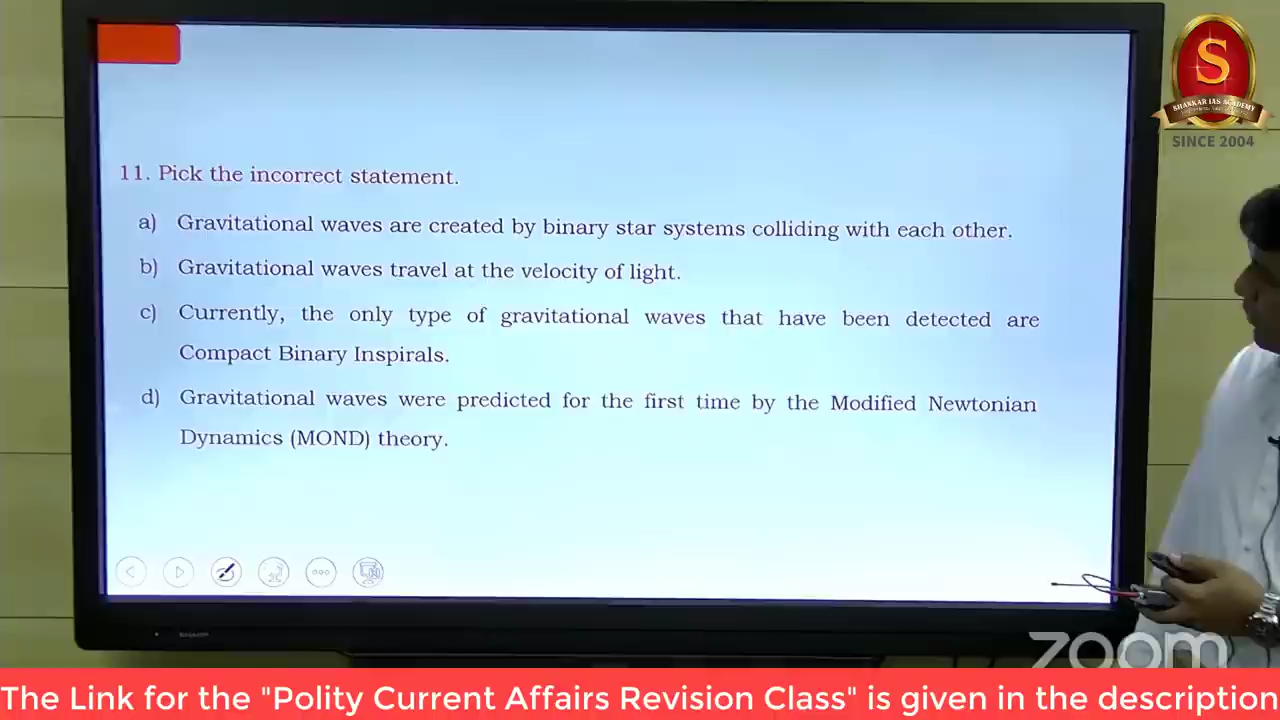 S
SHANKAR IAS ACADEMY
SINCE 2004
11. Pick the incorrect statement.
a) Gravitational waves are created by binary star systems colliding with each other.
b) Gravitational waves travel at the velocity of light.
c) Currently, the only type of gravitational waves that have been detected are
Compact Binary Inspirals.
d) Gravitational waves were predicted for the first time by the Modified Newtonian
Dynamics (MOND) theory.
zoom
The Link for the "Polity Current Affairs Revision Class" is given in the description